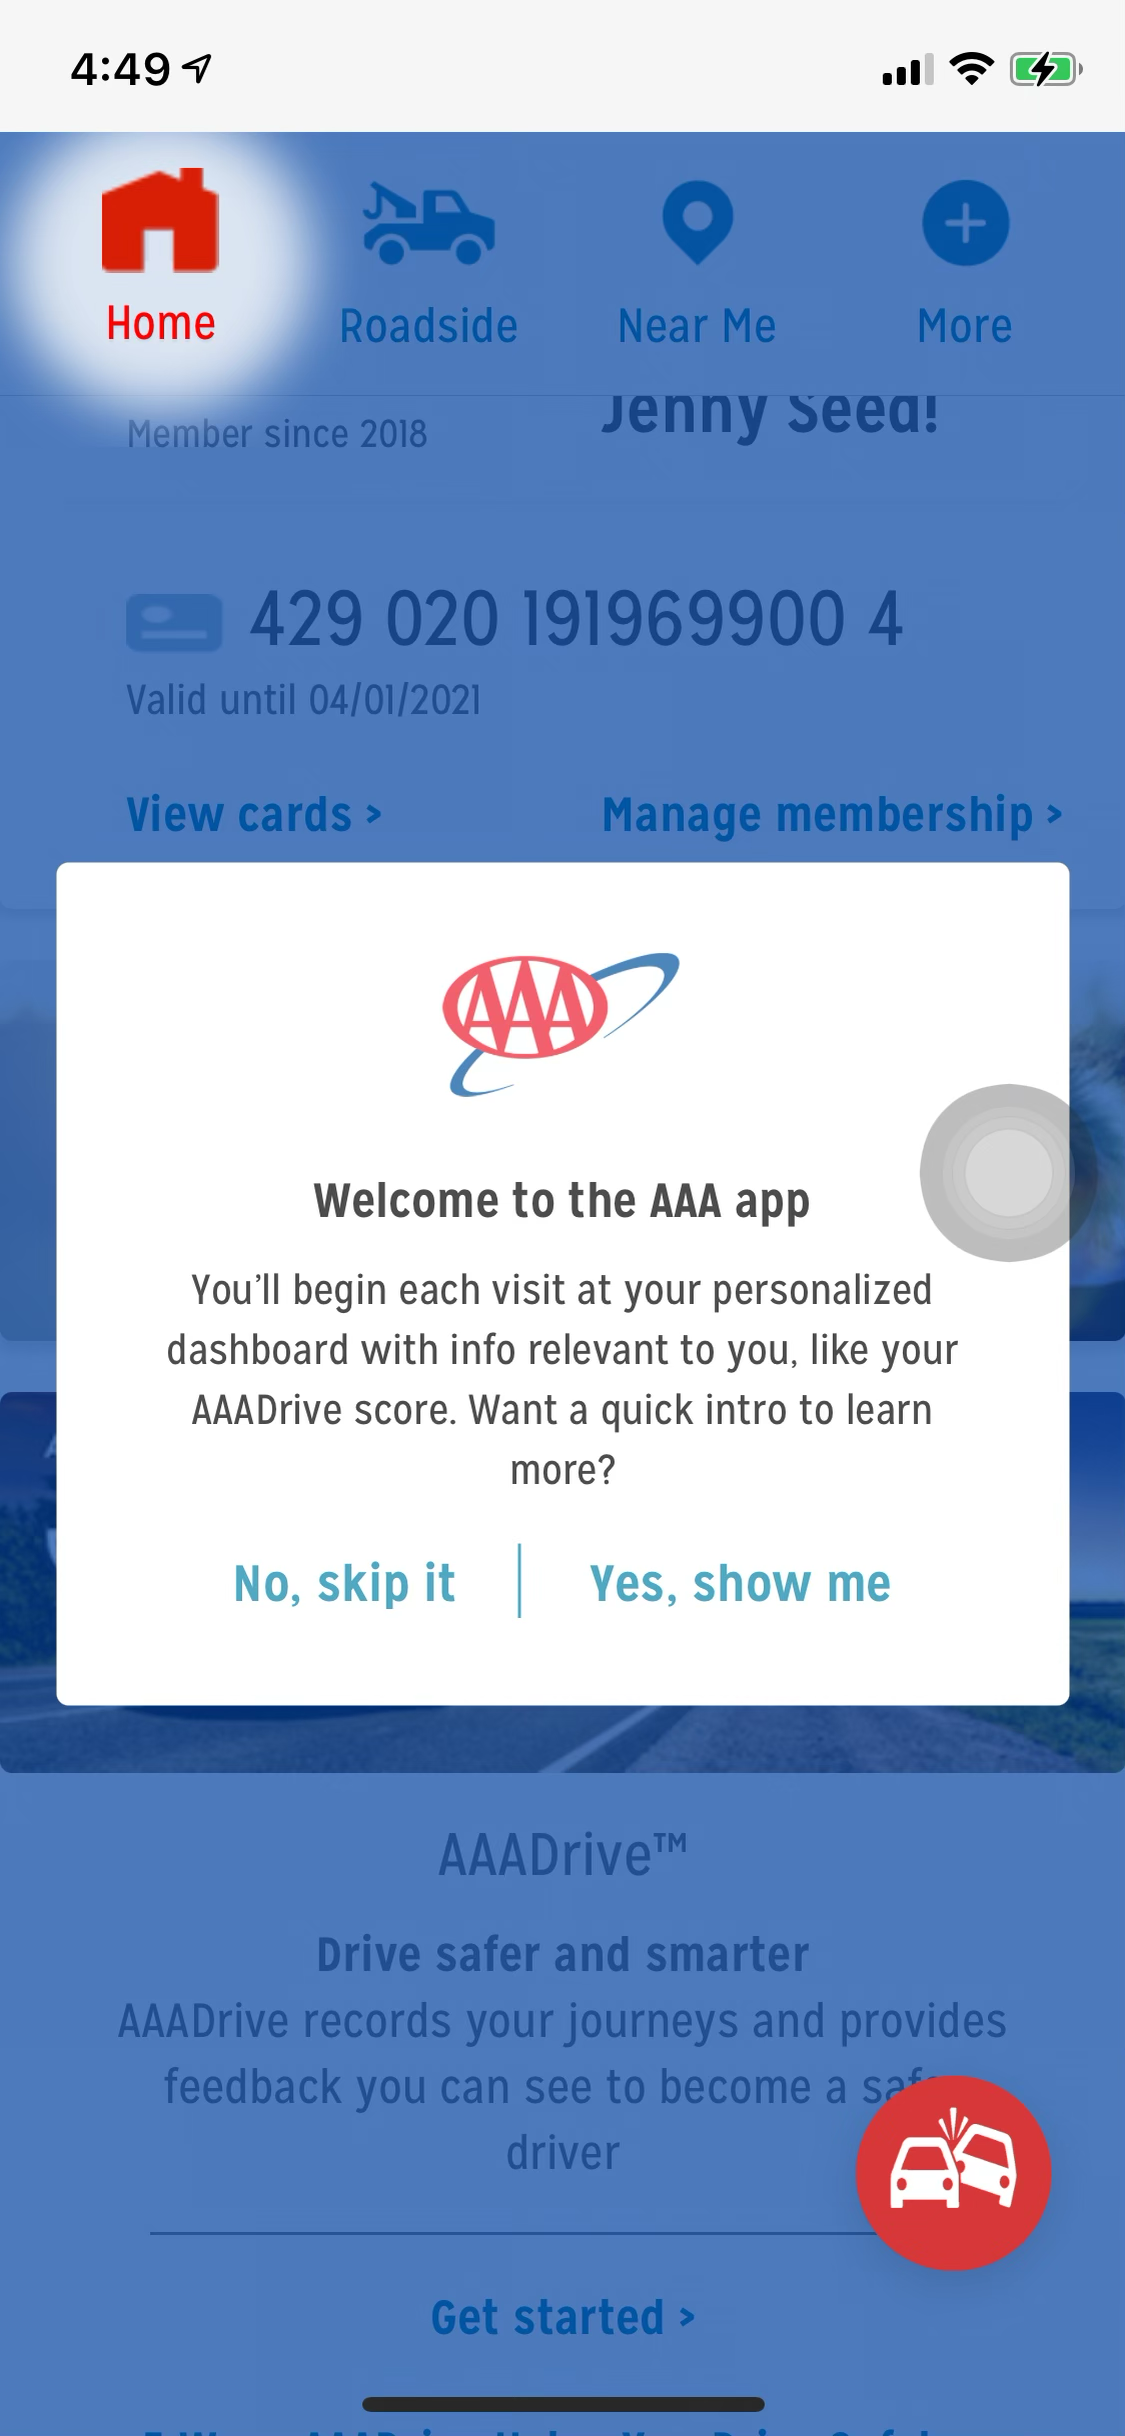 4:49
Home Roadside Near Me More
Member since 2018 Jenny Seed!
429 020 191969900 4
Valid until 04/01/2021
View cards > Manage membership >
AAA
Welcome to the AAA app
You'll begin each visit at your personalized
dashboard with info relevant to you, like your
AAADrive score. Want a quick intro to learn
more?
No, skip it | Yes, show me
AAADrive™
Drive safer and smarter
AAADrive records your journeys and provides
feedback you can see to become a
driver
Get started >